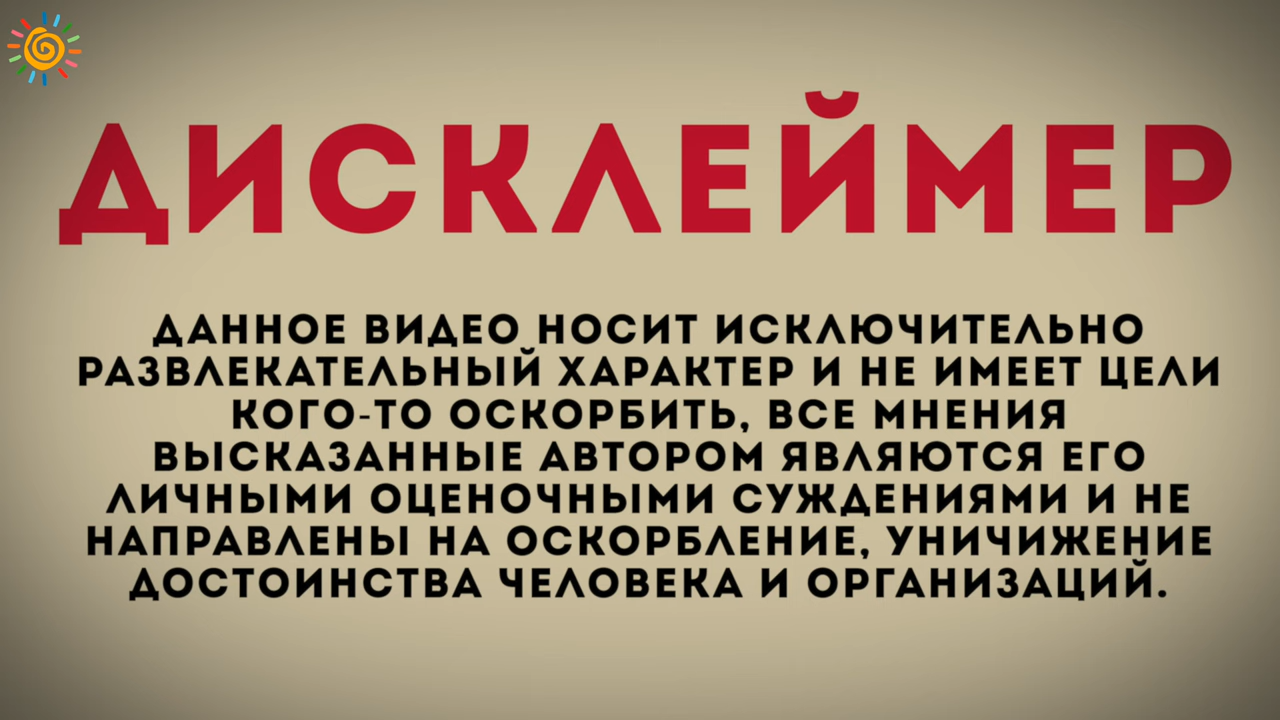 ДИСКЛЕЙМЕР
ДАННОЕ ВИДЕО НОСИТ ИСКЛЮЧИТЕЛЬНО
РАЗВЛЕКАТЕЛЬНЫЙ ХАРАКТЕР И НЕ ИМЕЕТ ЦЕЛИ
КОГО-ТО ОСКОРБИТЬ, ВСЕ МНЕНИЯ
ВЫСКАЗАННЫЕ АВТОРОМ ЯВЛЯЮТСЯ ЕГО
ЛИЧНЫМИ ОЦЕНОЧНЫМИ СУЖДЕНИЯМИ И НЕ
НАПРАВЛЕНЫ НА ОСКОРБЛЕНИЕ, УНИЧИЖЕНИЕ
ДОСТОИНСТВА ЧЕЛОВЕКА И ОРГАНИЗАЦИЙ.